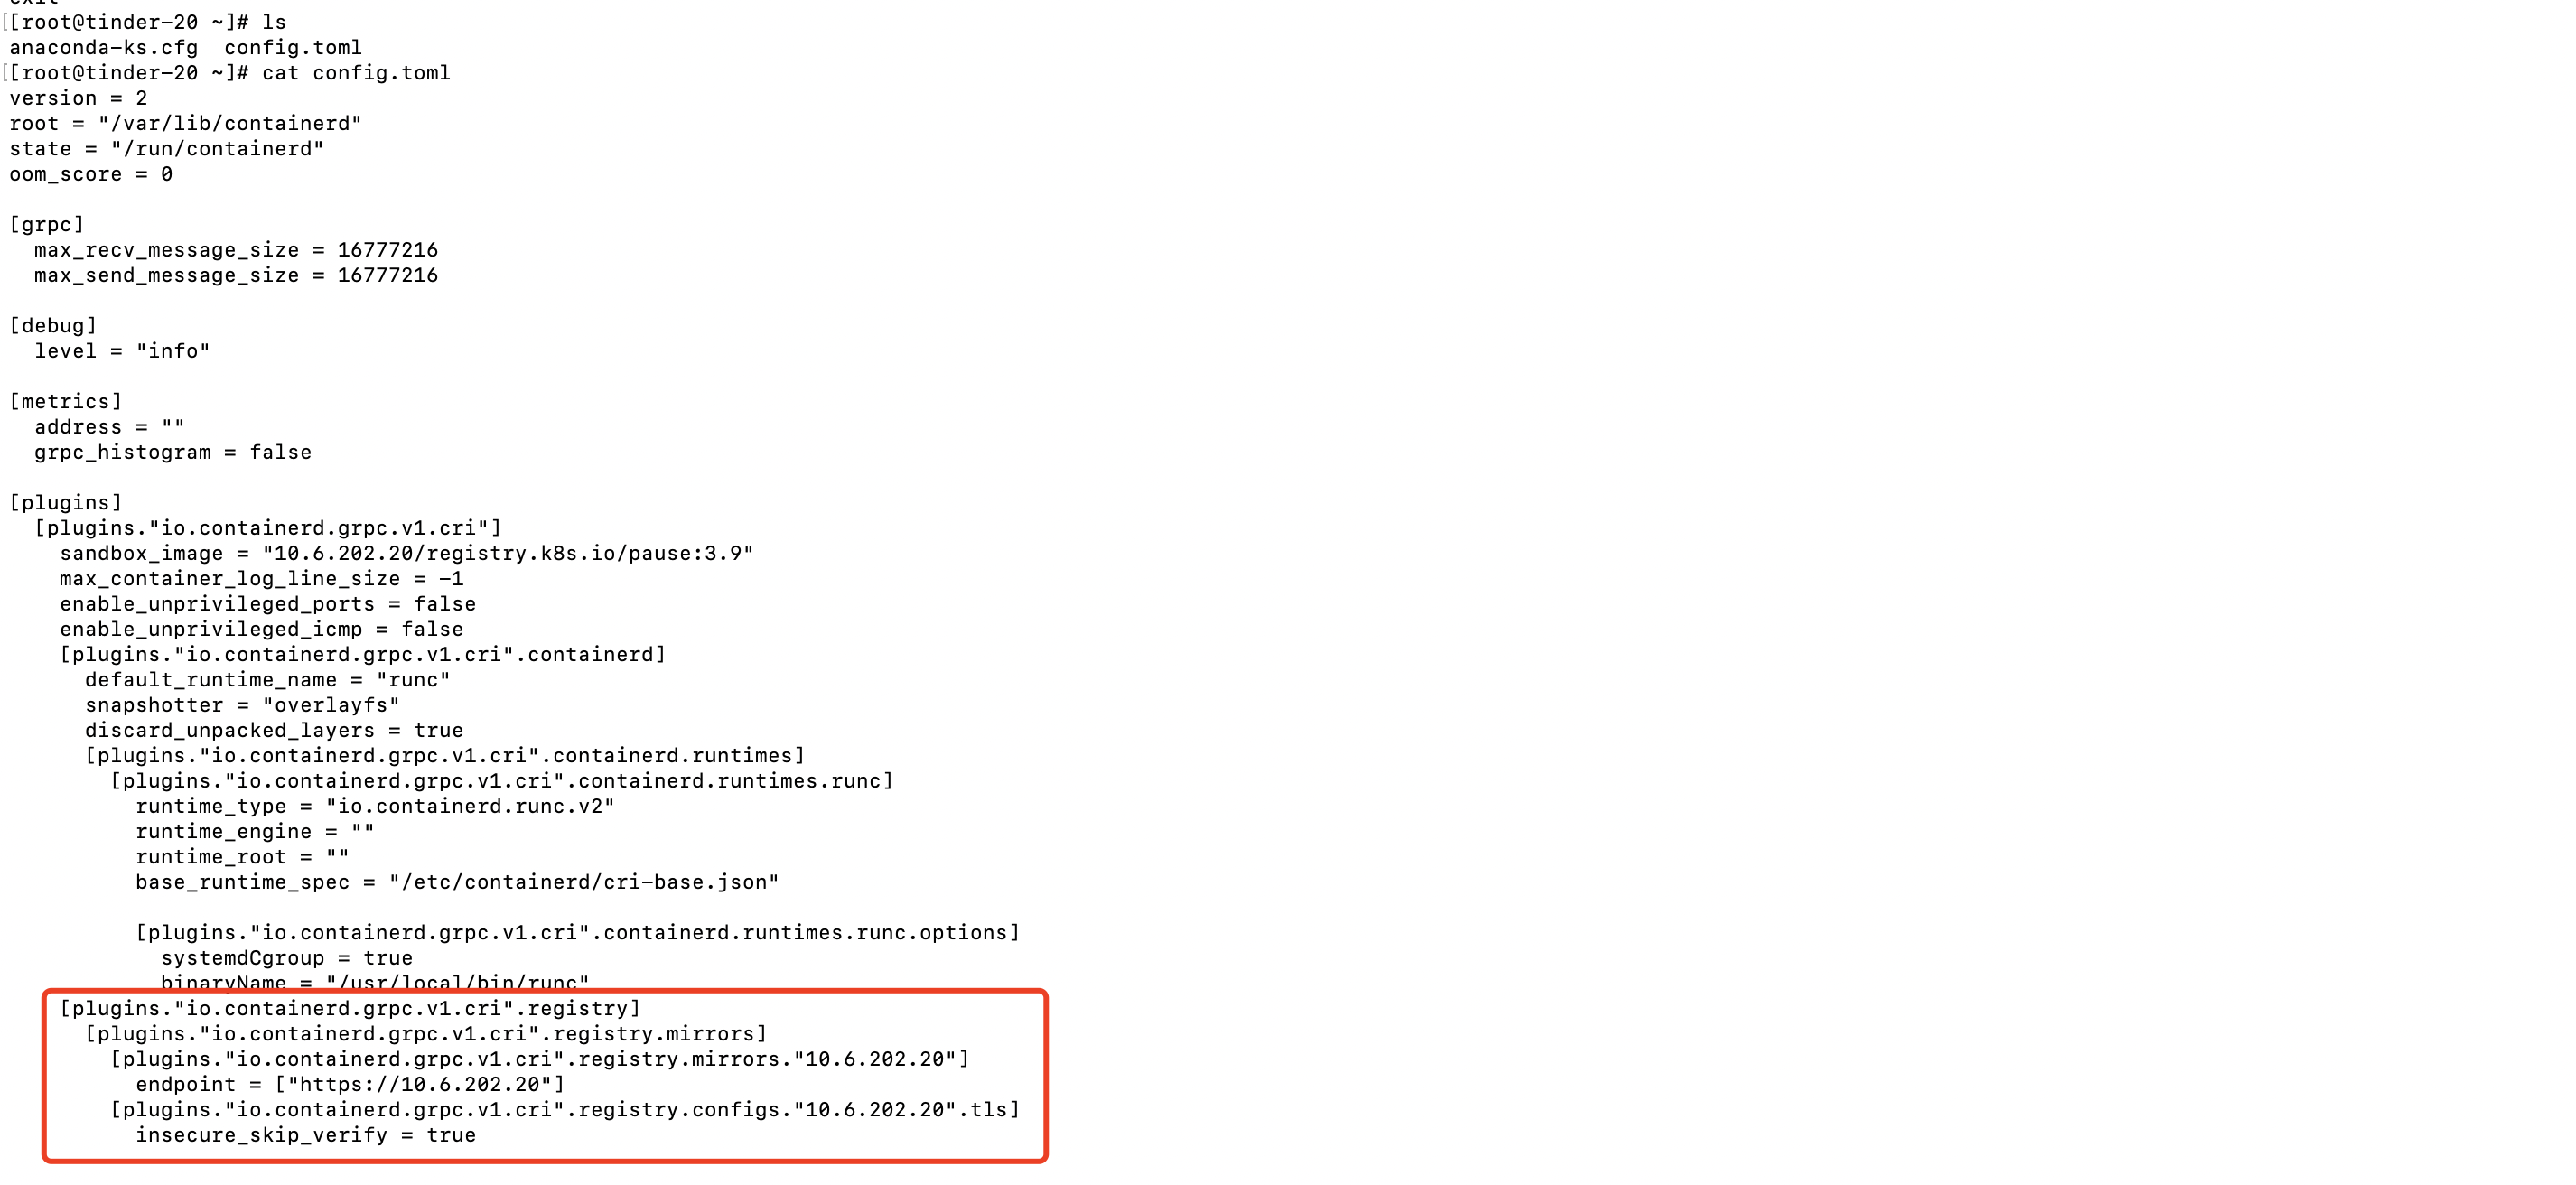 exit
[[root@tinder-20 ~]# ls
anaconda-ks.cfg  config.toml
[[root@tinder-20 ~]# cat config.toml
version = 2
root = "/var/lib/containerd"
state = "/run/containerd"
oom_score = 0

[grpc]
  max_recv_message_size = 16777216
  max_send_message_size = 16777216

[debug]
  level = "info"

[metrics]
  address = ""
  grpc_histogram = false

[plugins]
  [plugins."io.containerd.grpc.v1.cri"]
    sandbox_image = "10.6.202.20/registry.k8s.io/pause:3.9"
    max_container_log_line_size = -1
    enable_unprivileged_ports = false
    enable_unprivileged_icmp = false
    [plugins."io.containerd.grpc.v1.cri".containerd]
      default_runtime_name = "runc"
      snapshotter = "overlayfs"
      discard_unpacked_layers = true
      [plugins."io.containerd.grpc.v1.cri".containerd.runtimes]
        [plugins."io.containerd.grpc.v1.cri".containerd.runtimes.runc]
          runtime_type = "io.containerd.runc.v2"
          runtime_engine = ""
          runtime_root = ""
          base_runtime_spec = "/etc/containerd/cri-base.json"

          [plugins."io.containerd.grpc.v1.cri".containerd.runtimes.runc.options]
            systemdCgroup = true
            binaryName = "/usr/local/bin/runc"
    [plugins."io.containerd.grpc.v1.cri".registry]
      [plugins."io.containerd.grpc.v1.cri".registry.mirrors]
        [plugins."io.containerd.grpc.v1.cri".registry.mirrors."10.6.202.20"]
          endpoint = ["https://10.6.202.20"]
        [plugins."io.containerd.grpc.v1.cri".registry.configs."10.6.202.20".tls]
          insecure_skip_verify = true